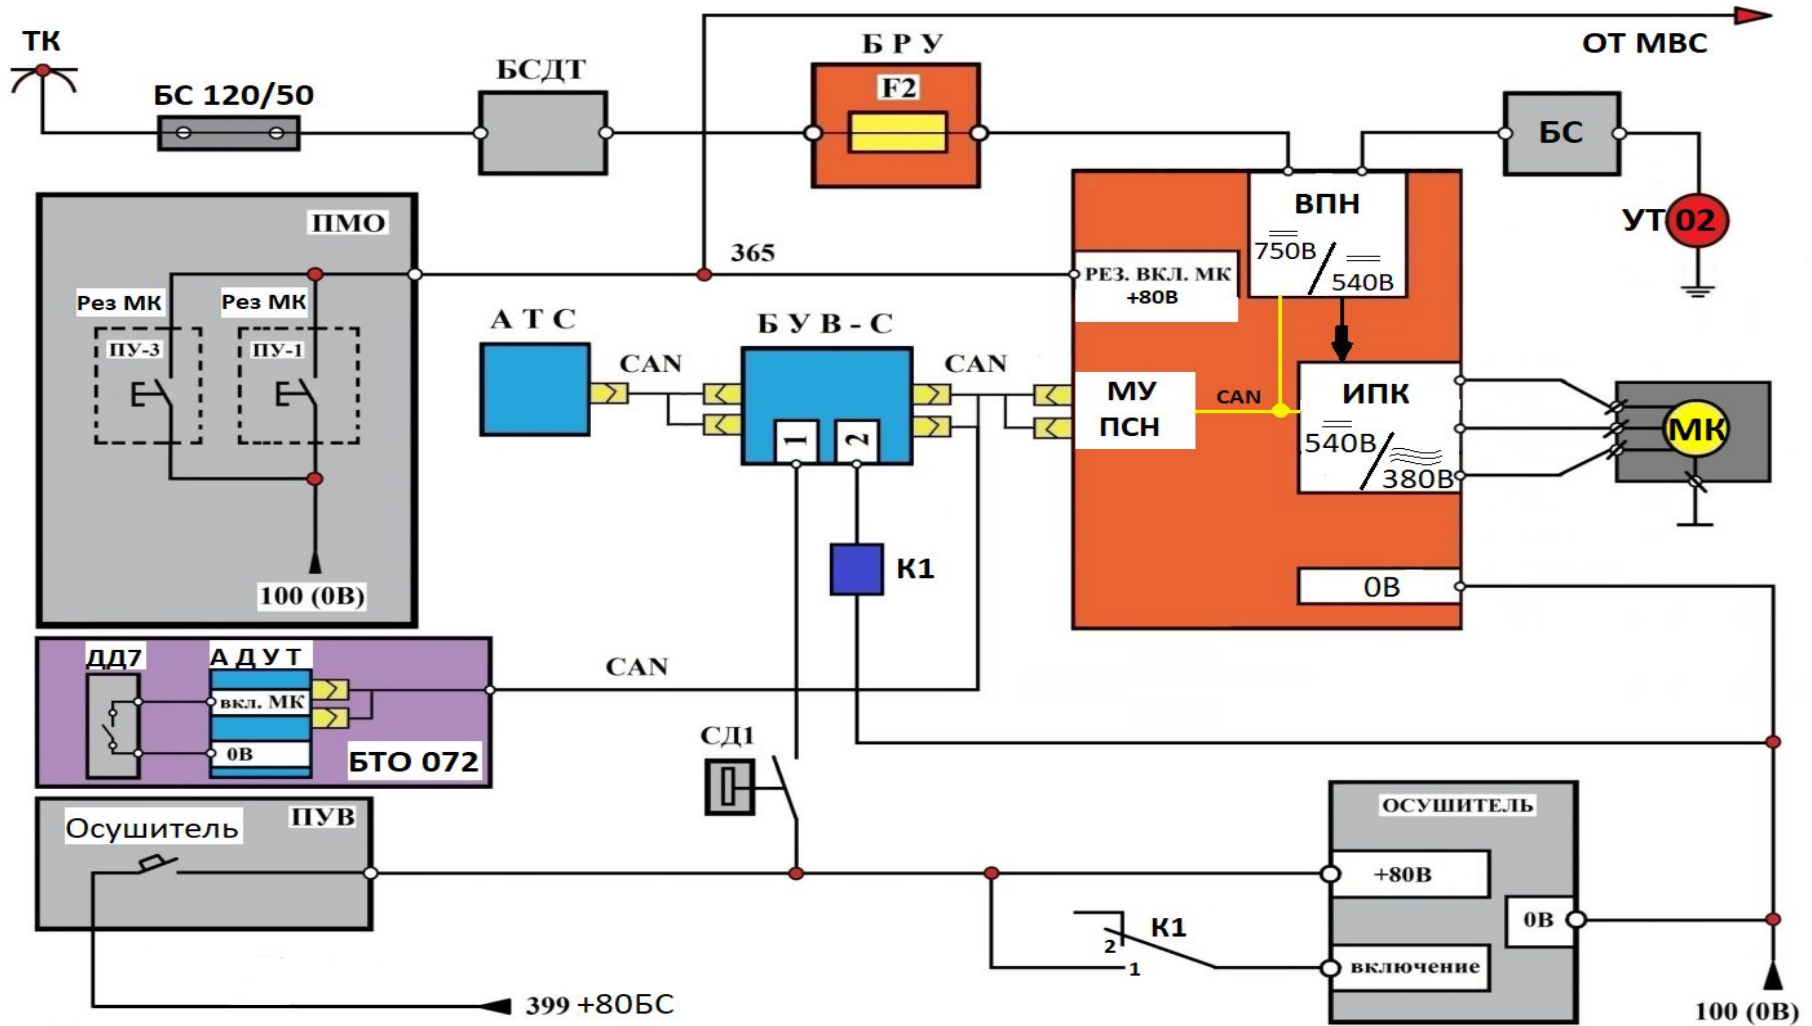 ТК
БС 120/50
БСДТ
Б Р У
F2
ОТ МВС
БС
УТ 02
ПМО
365
ВПН
750В
540В
РЕЗ. ВКЛ. МК
+80В
Рез МК
Рез МК
ПУ-3
ПУ-1
100 (0В)
А Т С
CAN
Б У В - С
CAN
1
2
МУ
ПСН
CAN
ИПК
540В
380В
МК
К1
0В
ДД7
А Д У Т
вкл. МК
0В
БТО 072
CAN
СД1
Осушитель
ПУВ
ОСУШИТЕЛЬ
+80В
0В
включение
К1
2
1
399 +80БС
100 (0В)